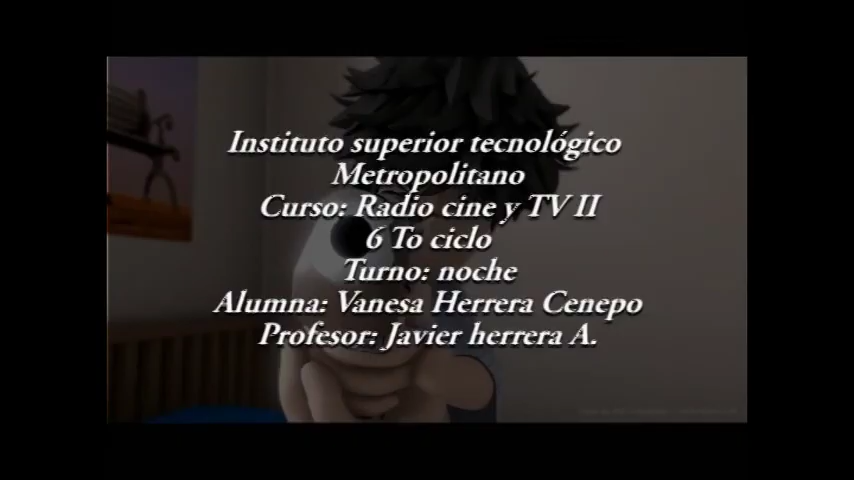 Instituto superior tecnológico
Metropolitano
Curso: Radio cine y TV II
6 To ciclo
Turno: noche
Alumna: Vanesa Herrera Cenepo
Profesor: Javier herrera A.